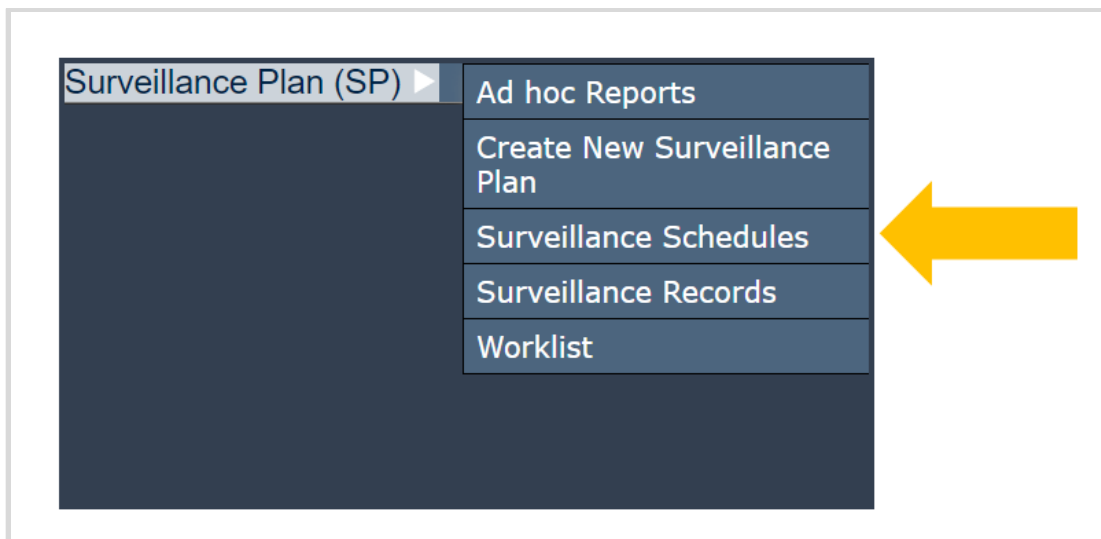 Surveillance Plan (SP)
Ad hoc Reports
Create New Surveillance
Plan
Surveillance Schedules
Surveillance Records
Worklist